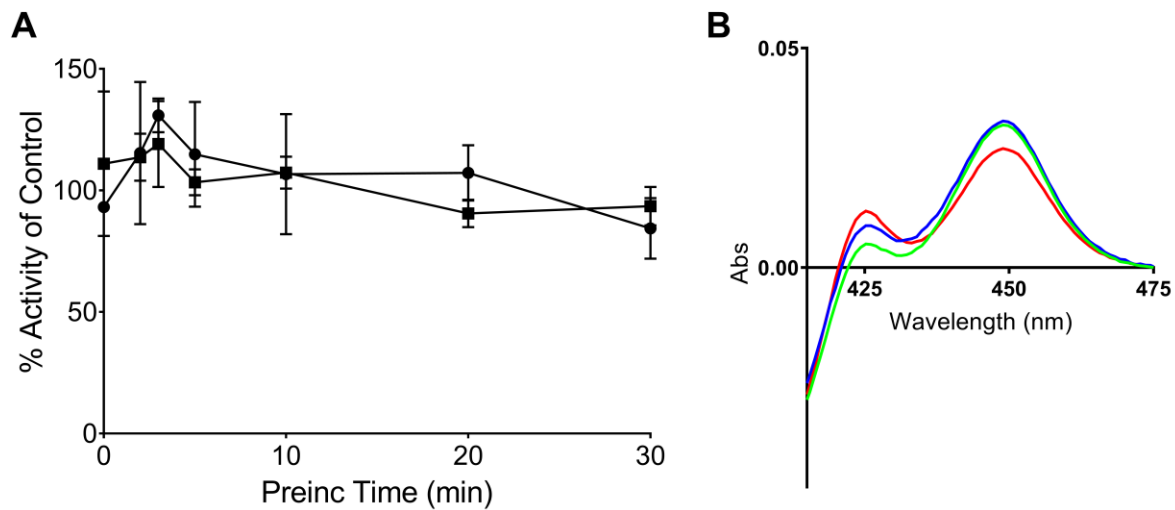 A
150
100
50
0
% Activity of Control
0
10
20
30
Preinc Time (min)
B
0.05
0.00
Abs
425
450
475
Wavelength (nm)